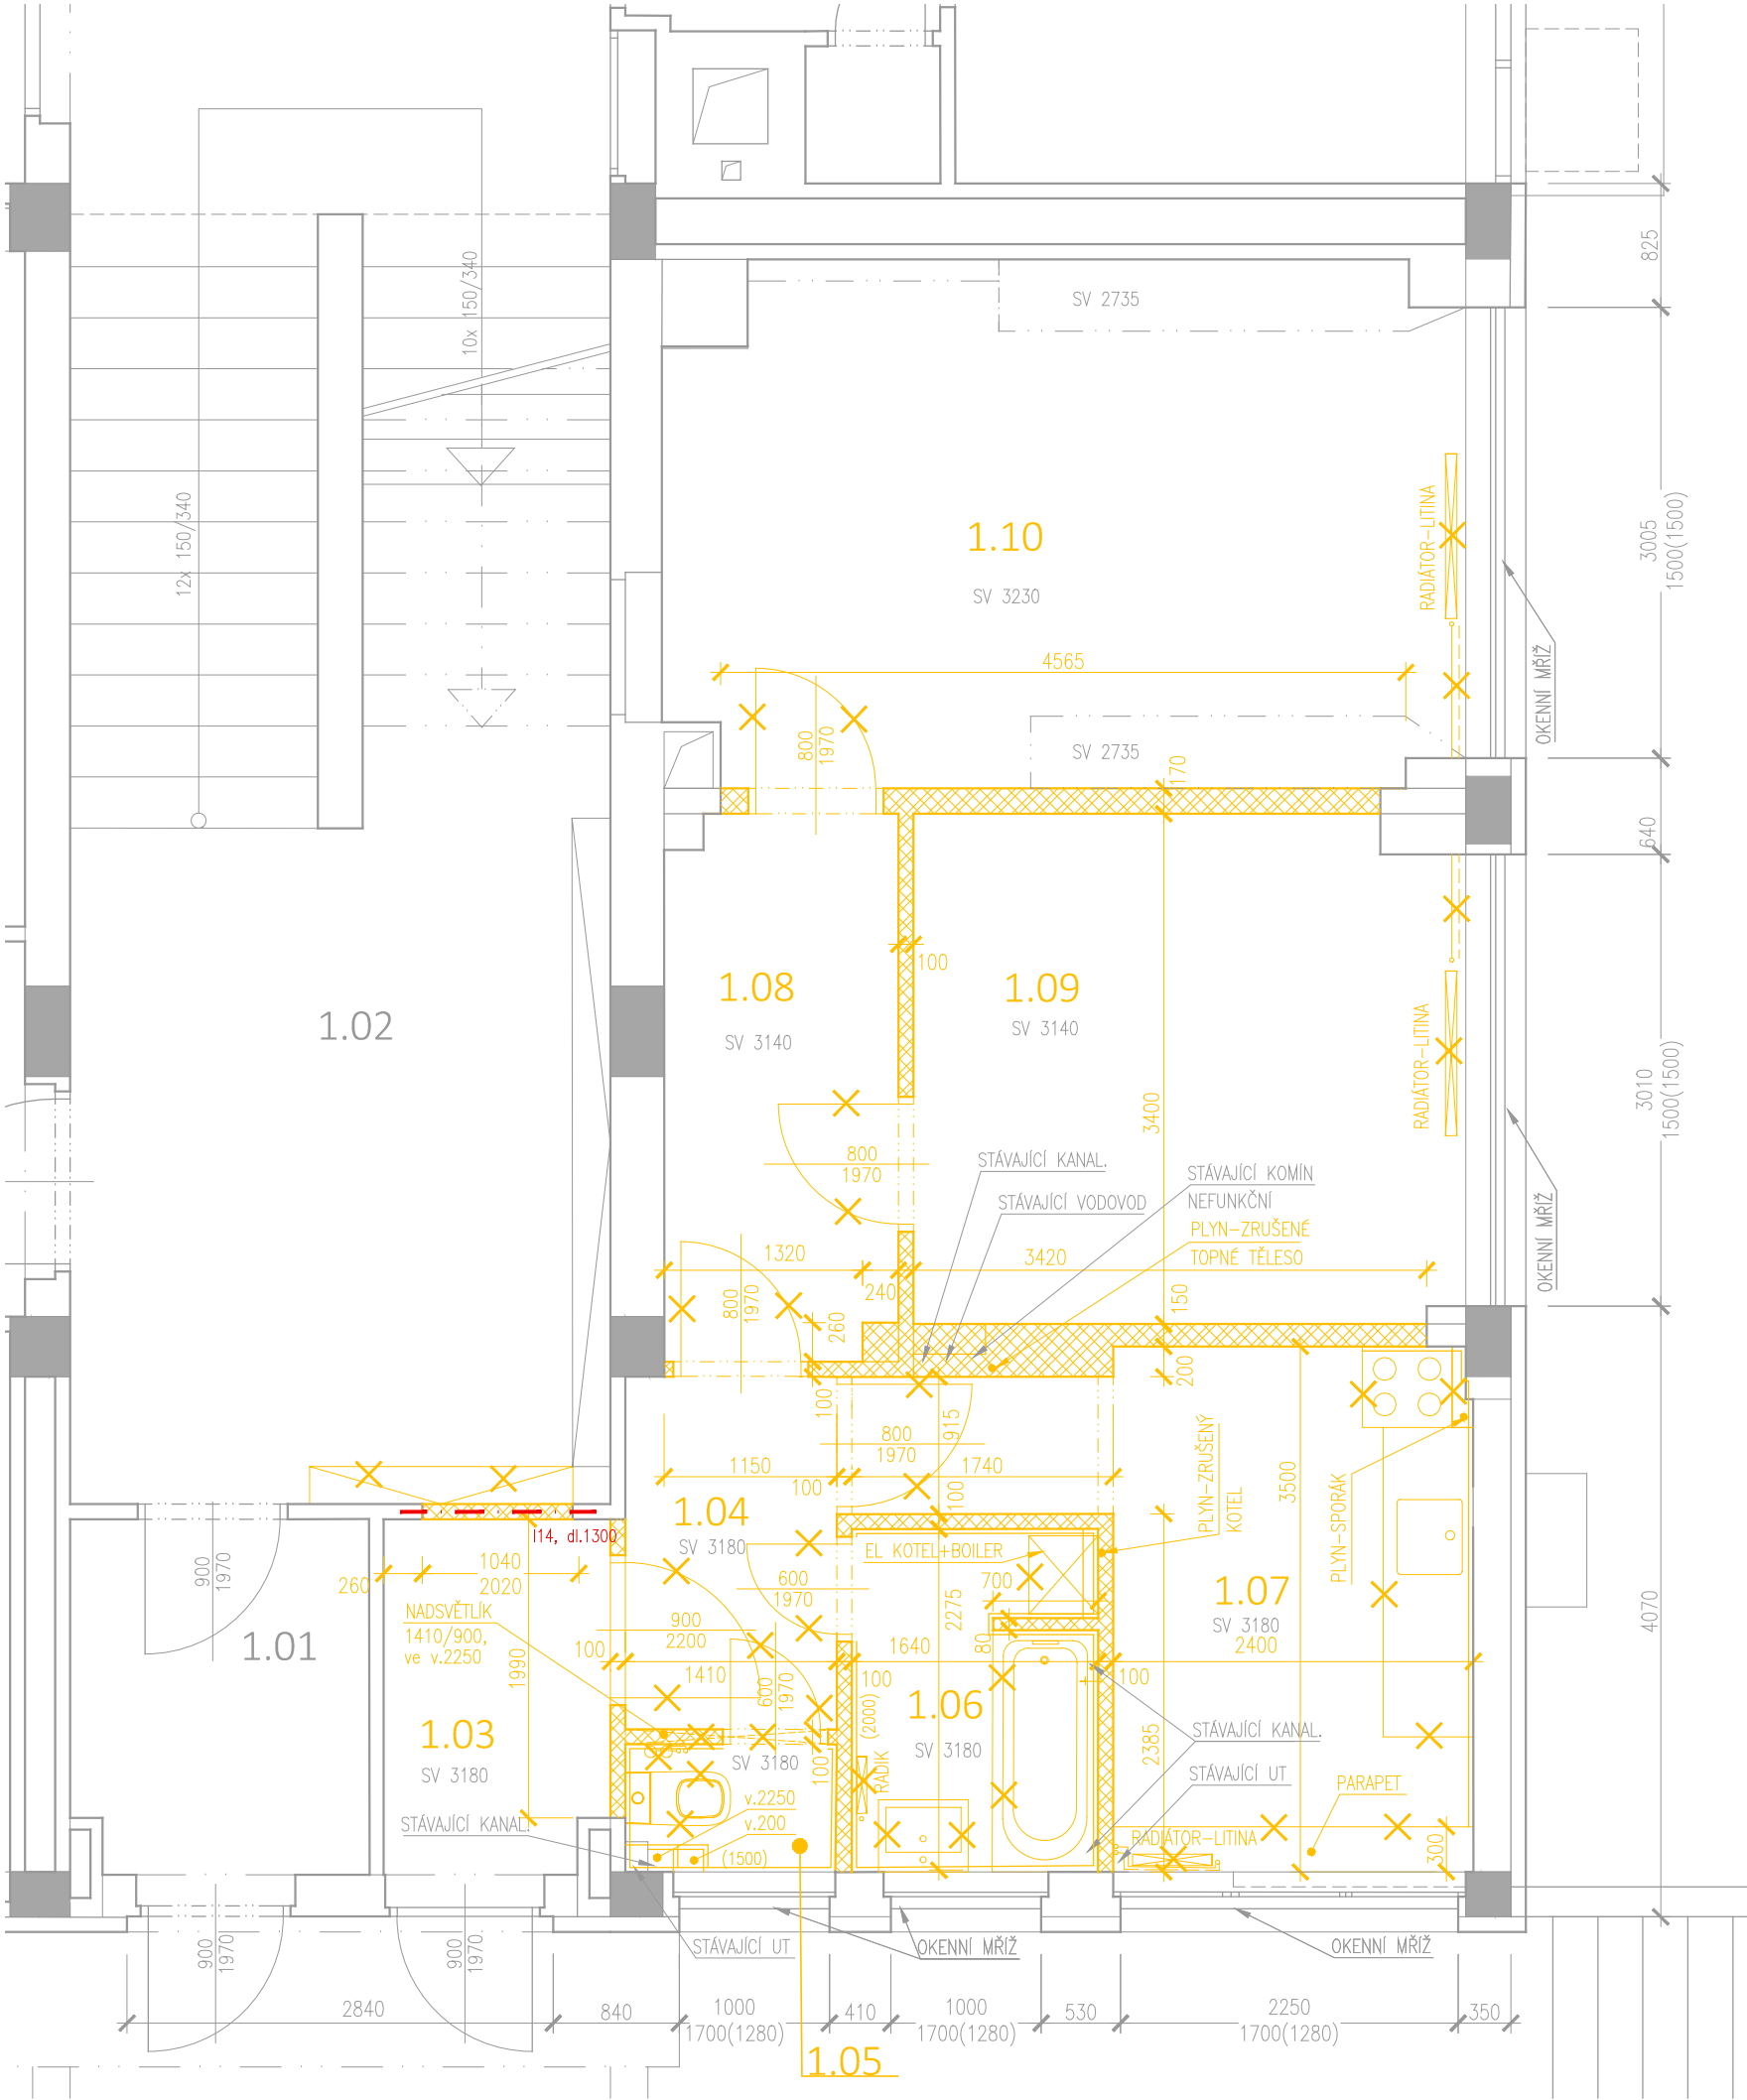 SV 2735
825
10x 150/340
12x 150/340
1.10
SV 3230
RADIÁTOR-LITINA
3005
1500(1500)
OKENNÍ MŘÍŽ
4565
800
1970
SV 2735
170
640
100
1.08
SV 3140
1.09
SV 3140
1.02
RADIÁTOR-LITINA
3010
1500(1500)
3400
800
1970
STÁVAJÍCÍ KANAL.
STÁVAJÍCÍ VODOVOD
STÁVAJÍCÍ KOMÍN
NEFUNKČNÍ
PLYN-ZRUŠENÉ
TOPNÉ TĚLESO
OKENNÍ MŘÍŽ
1320
240
3420
800
1970
260
150
200
100
915
800
1970
1150
100
1740
100
3500
PLYN-ZRUŠENÝ
KOTEL
PLYN-SPORÁK
1.04
SV 3180
I14, dl.1300
EL KOTEL+BOILER
900
1970
260
1040
2020
600
1970
700
2275
1.07
SV 3180
2400
4070
NADSVĚTLÍK
1410/900,
ve v.2250
900
2200
1.01
1990
100
1410
1640
80
100
100
600
1970
(2000)
1.06
SV 3180
1.03
SV 3180
SV 3180
100
RADIK
2385
STÁVAJÍCÍ KANAL.
STÁVAJÍCÍ UT
PARAPET
v.2250
v.200
(1500)
STÁVAJÍCÍ KANAL.
RADIÁTOR-LITINA
300
900
1970
900
1970
STÁVAJÍCÍ UT
OKENNÍ MŘÍŽ
OKENNÍ MŘÍŽ
2840
840
1000
1700(1280)
410
1000
1700(1280)
530
2250
1700(1280)
350
1.05